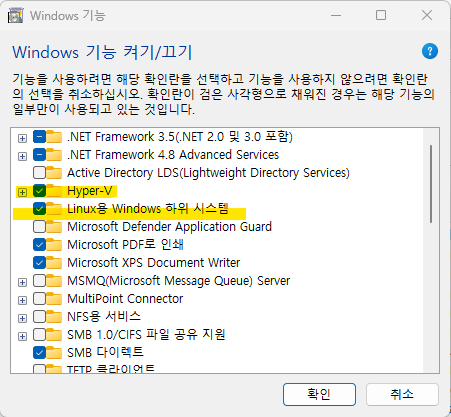 Windows 기능
Windows 기능 켜기/끄기
기능을 사용하려면 해당 확인란을 선택하고 기능을 사용하지 않으려면 확인란
의 선택을 취소하십시오. 확인란이 검은 사각형으로 채워진 경우는 해당 기능의
일부만이 사용되고 있는 것입니다.
.NET Framework 3.5(.NET 2.0 및 3.0 포함)
.NET Framework 4.8 Advanced Services
Active Directory LDS(Lightweight Directory Services)
Hyper-V
Linux용 Windows 하위 시스템
Microsoft Defender Application Guard
Microsoft PDF로 인쇄
Microsoft XPS Document Writer
MSMQ(Microsoft Message Queue) Server
MultiPoint Connector
NFS용 서비스
SMB 1.0/CIFS 파일 공유 지원
SMB 다이렉트
TFTP 클라이언트
확인
취소